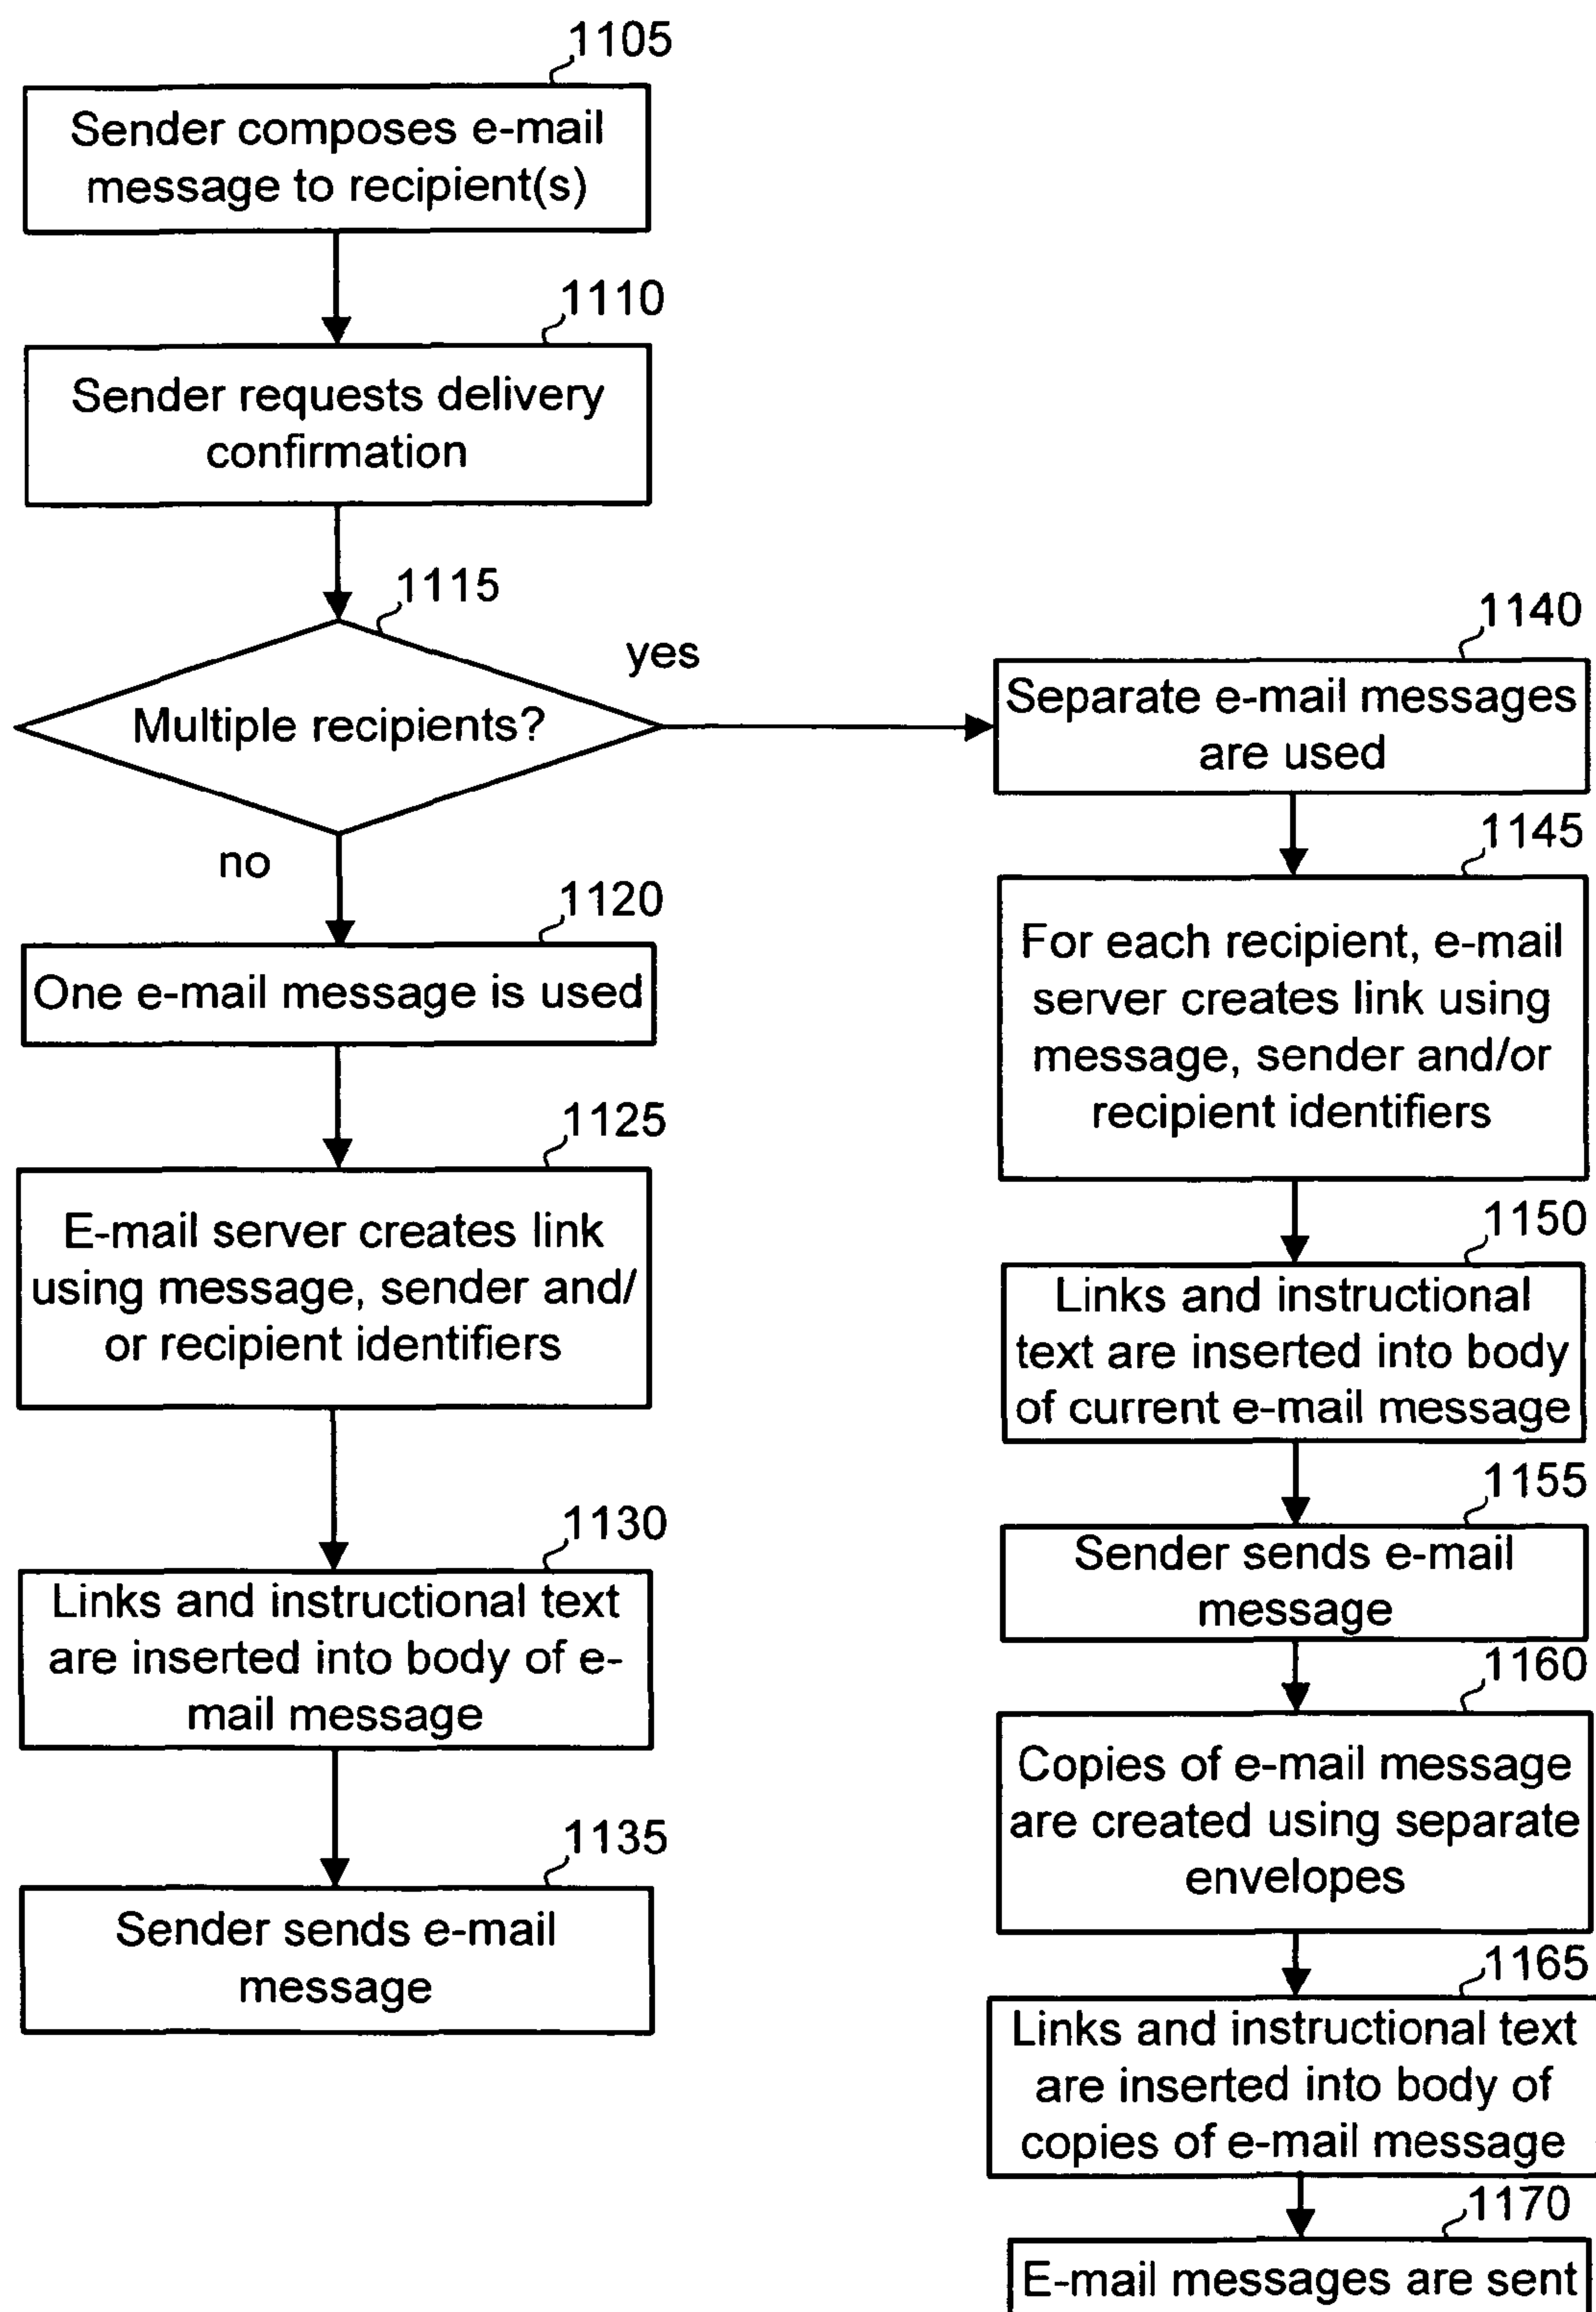 1105
Sender composes e-mail
message to recipient(s)
1110
Sender requests delivery
confirmation
1115
Multiple recipients?
yes
no
1120
One e-mail message is used
1125
E-mail server creates link
using message, sender and/
or recipient identifiers
1130
Links and instructional text
are inserted into body of e-
mail message
1135
Sender sends e-mail
message
1140
Separate e-mail messages
are used
1145
For each recipient, e-mail
server creates link using
message, sender and/or
recipient identifiers
1150
Links and instructional
text are inserted into body
of current e-mail message
1155
Sender sends e-mail
message
1160
Copies of e-mail message
are created using separate
envelopes
1165
Links and instructional text
are inserted into body of
copies of e-mail message
1170
E-mail messages are sent